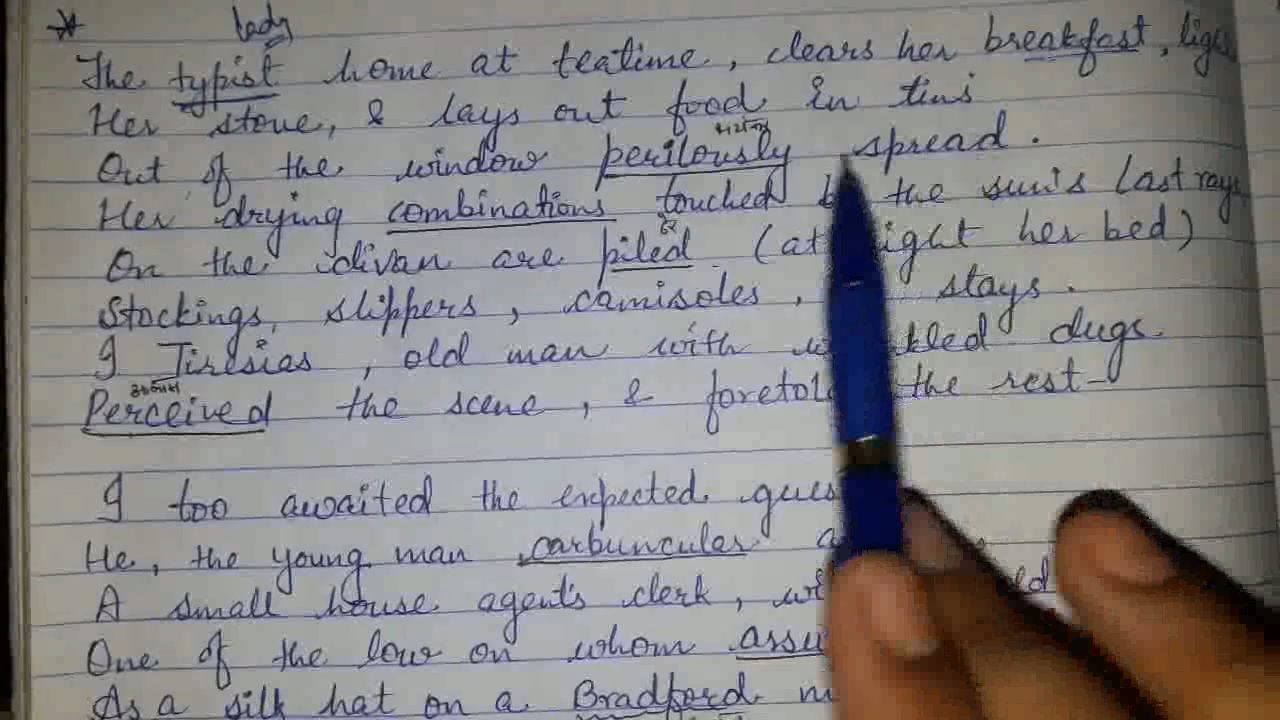 lady
The typist home at teatime, clears her breakfast,
Her stove, & lays out food in tins
Out of the window perilously spread.
Her drying combinations touched the sun's last rays
On the divan are piled (at her bed)
Stockings, slippers, camisoles, stays.
I Tiresias, old man with dugs
Perceived the scene, & foretold the rest-
I too awaited the expected
He, the young man carbuncular
A small house agent's clerk,
One of the low on whom
As a silk hat on a Bradford